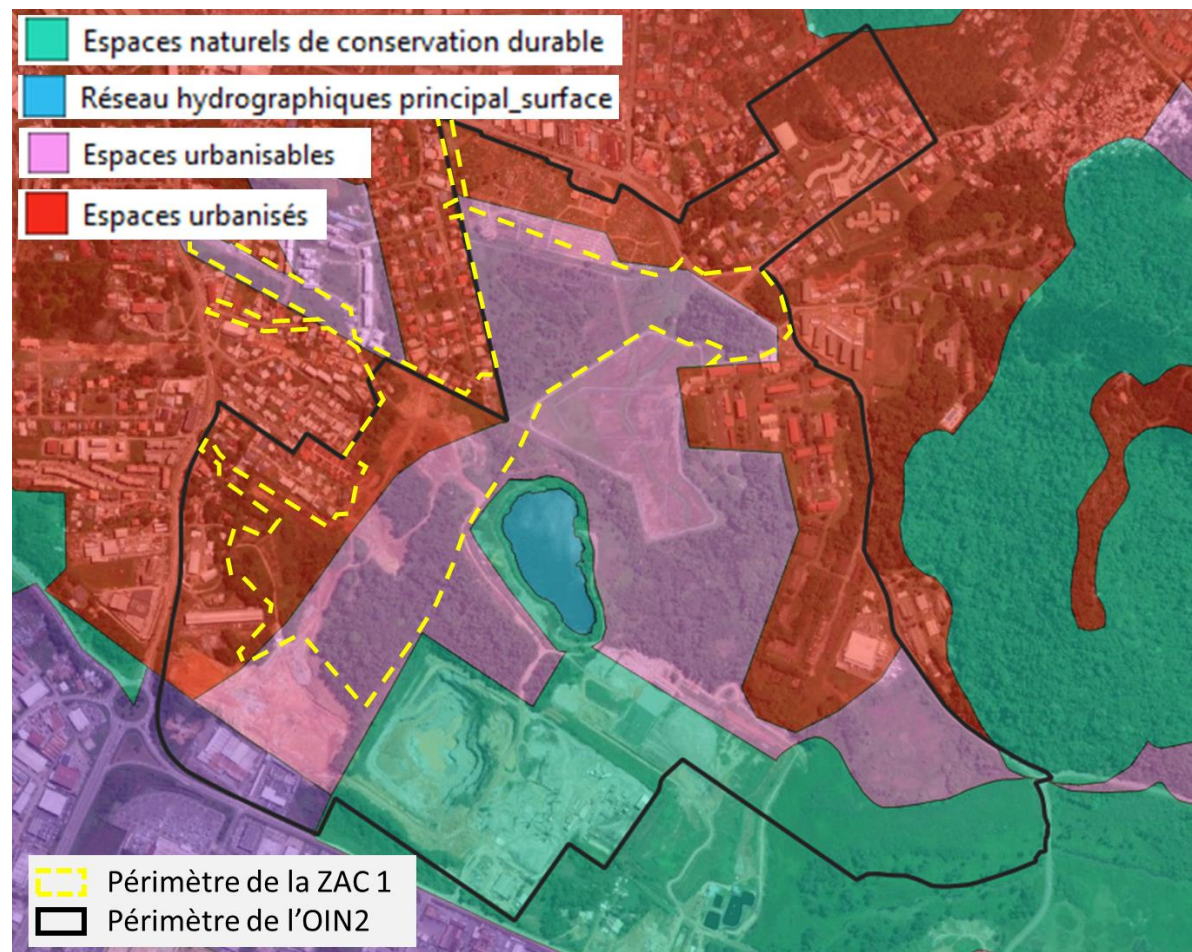 Espaces naturels de conservation durable
Réseau hydrographiques principal_surface
Espaces urbanisables
Espaces urbanisés
Périmètre de la ZAC 1
Périmètre de l'OIN2